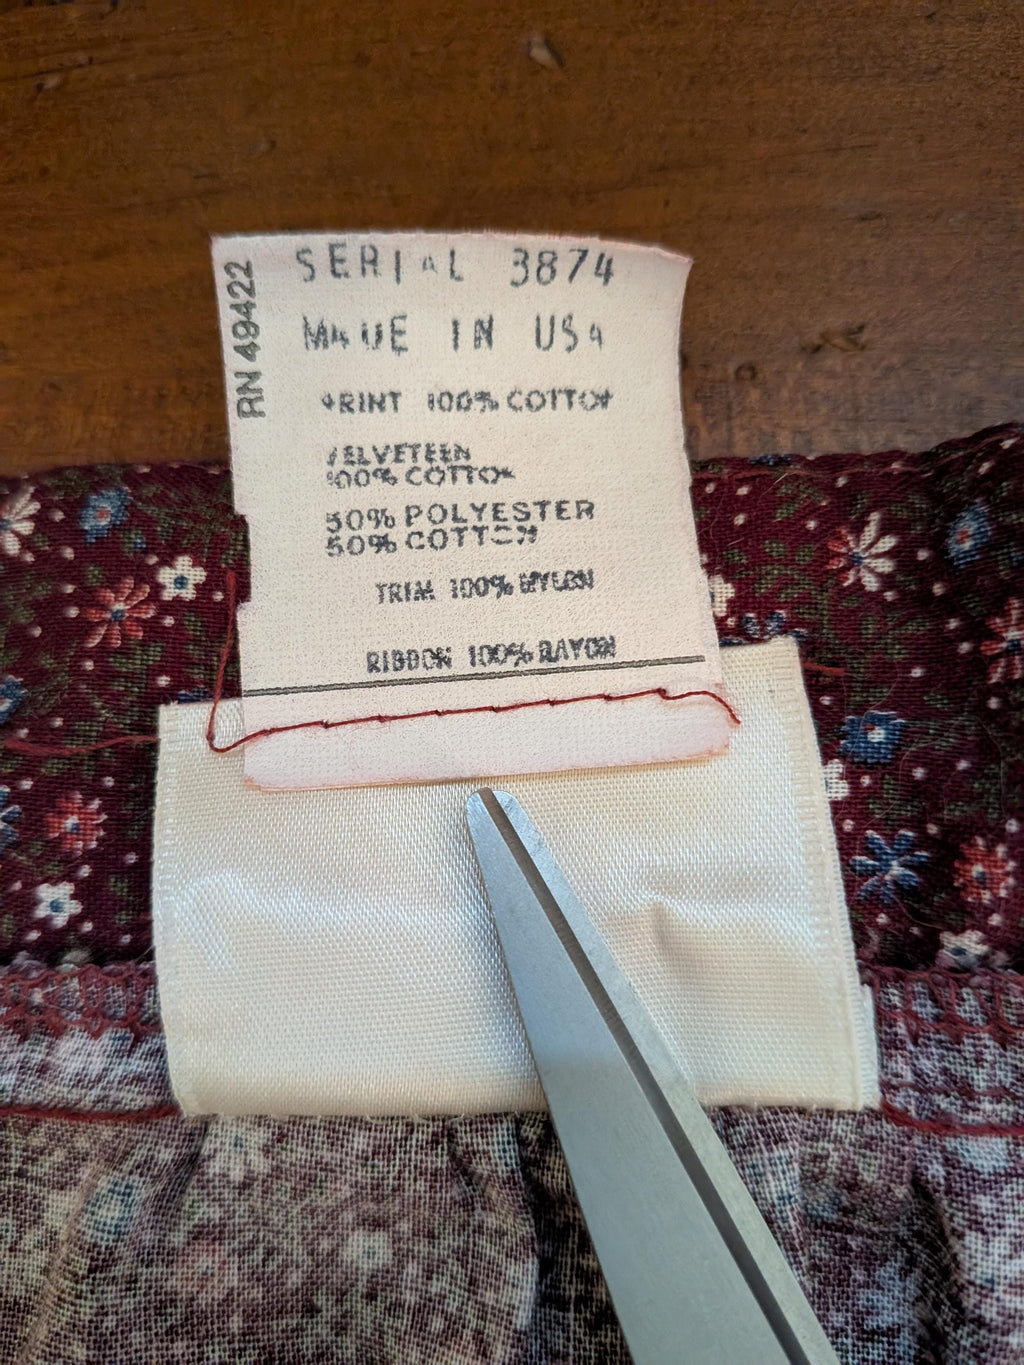 SERIAL 3874
MADE IN USA
RN 49422
PRINT 100% COTTON
VELVETEEN
100% COTTON
50% POLYESTER
50% COTTON
TRIM 100% NYLON
RIBBON 100% RAYON